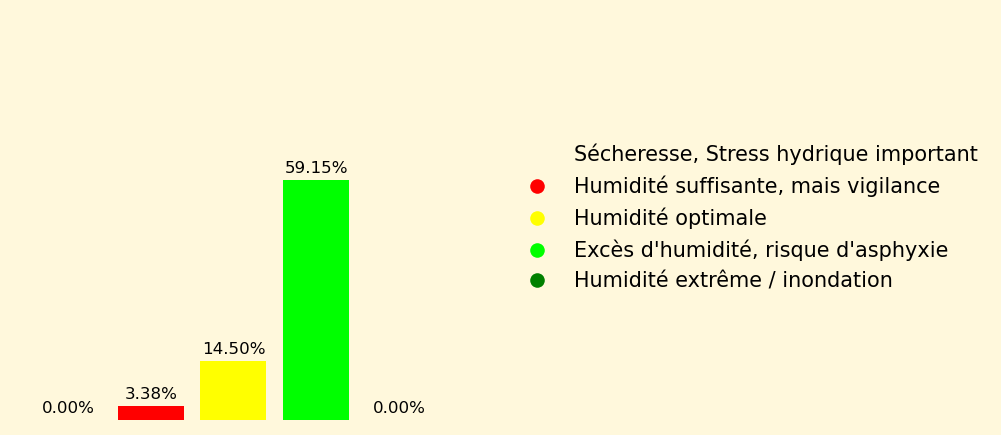 59.15%
14.50%
3.38%
0.00%
0.00%
Sécheresse, Stress hydrique important
Humidité suffisante, mais vigilance
Humidité optimale
Excès d'humidité, risque d'asphyxie
Humidité extrême / inondation